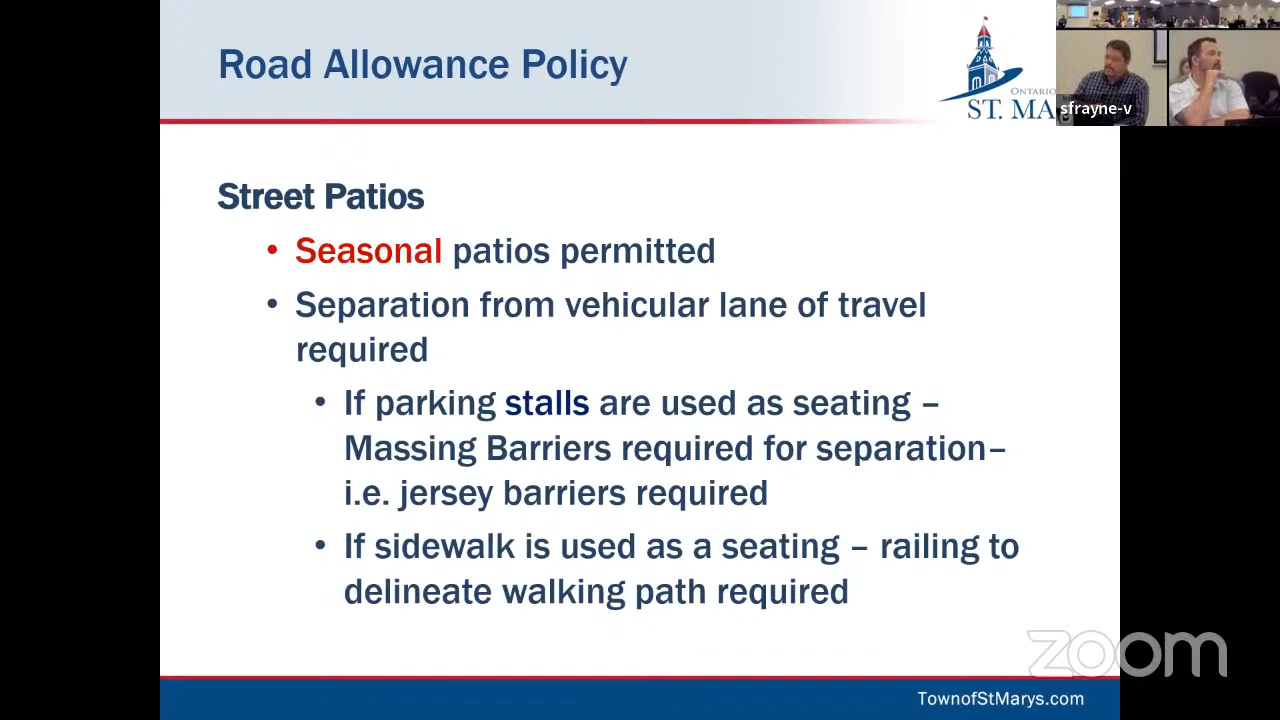 Road Allowance Policy
ONTARIO
ST. MA
sfrayne-v
Street Patios
• Seasonal patios permitted
• Separation from vehicular lane of travel
required
• If parking stalls are used as seating –
Massing Barriers required for separation–
i.e. jersey barriers required
• If sidewalk is used as a seating – railing to
delineate walking path required
zoom
TownofStMarys.com